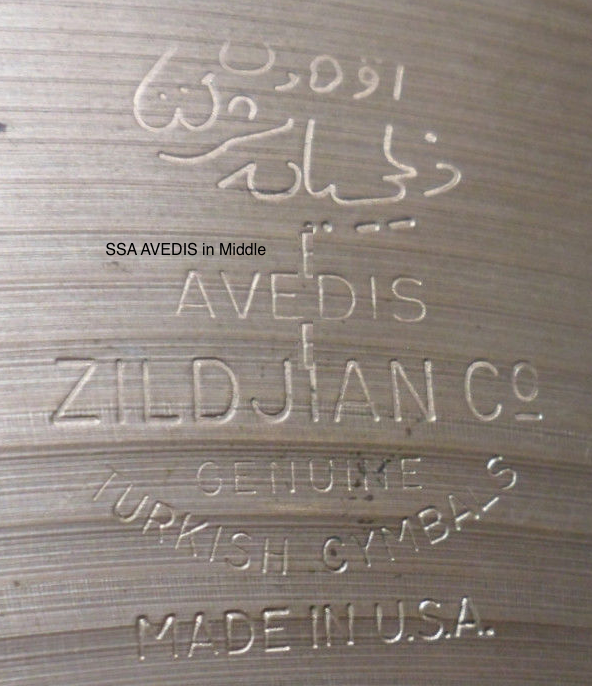 SSA AVEDIS in Middle
AVEDIS
ZILDJIAN Cº
GENUINE
TURKISH CYMBALS
MADE IN U.S.A.